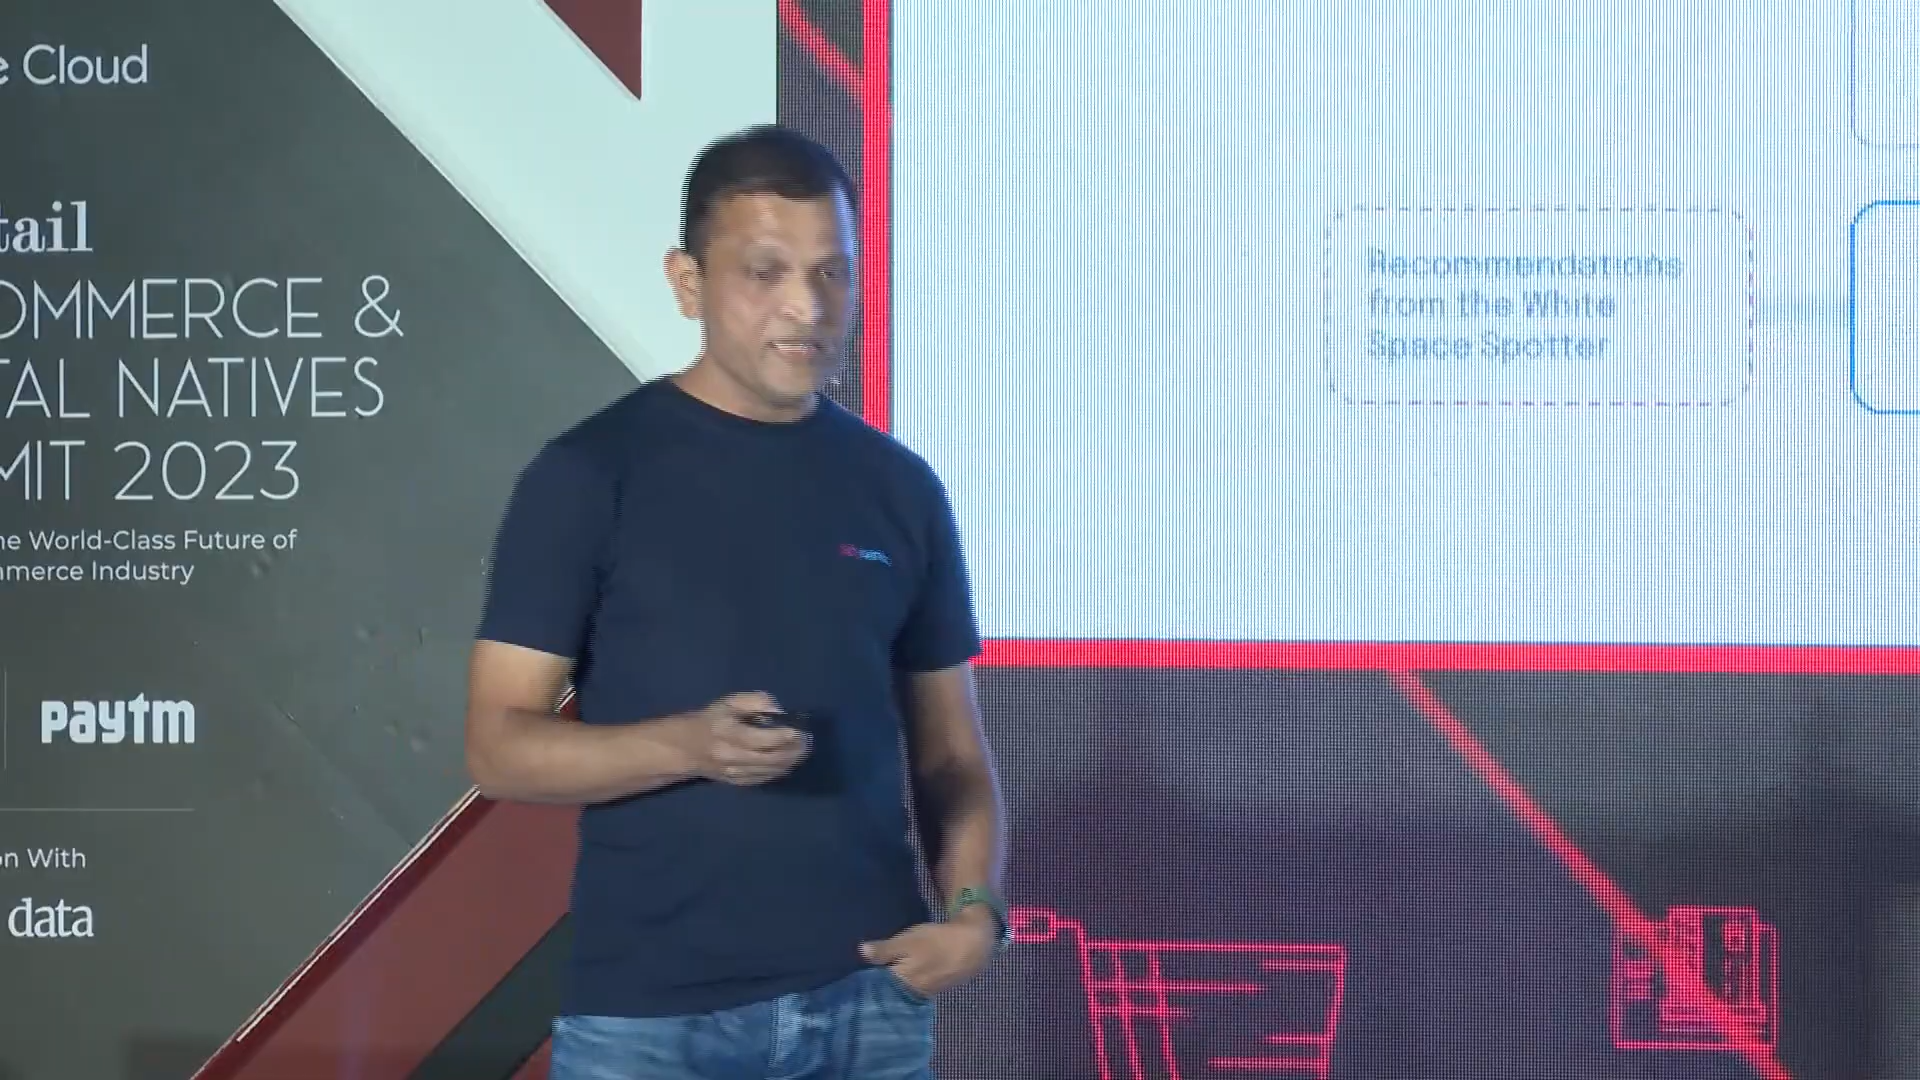 e Cloud
tail
OMMERCE &
TAL NATIVES
MIT 2023
he World-Class Future of
mmerce Industry
paytm
on With
data
Recommendations
from the White
Space Spotter